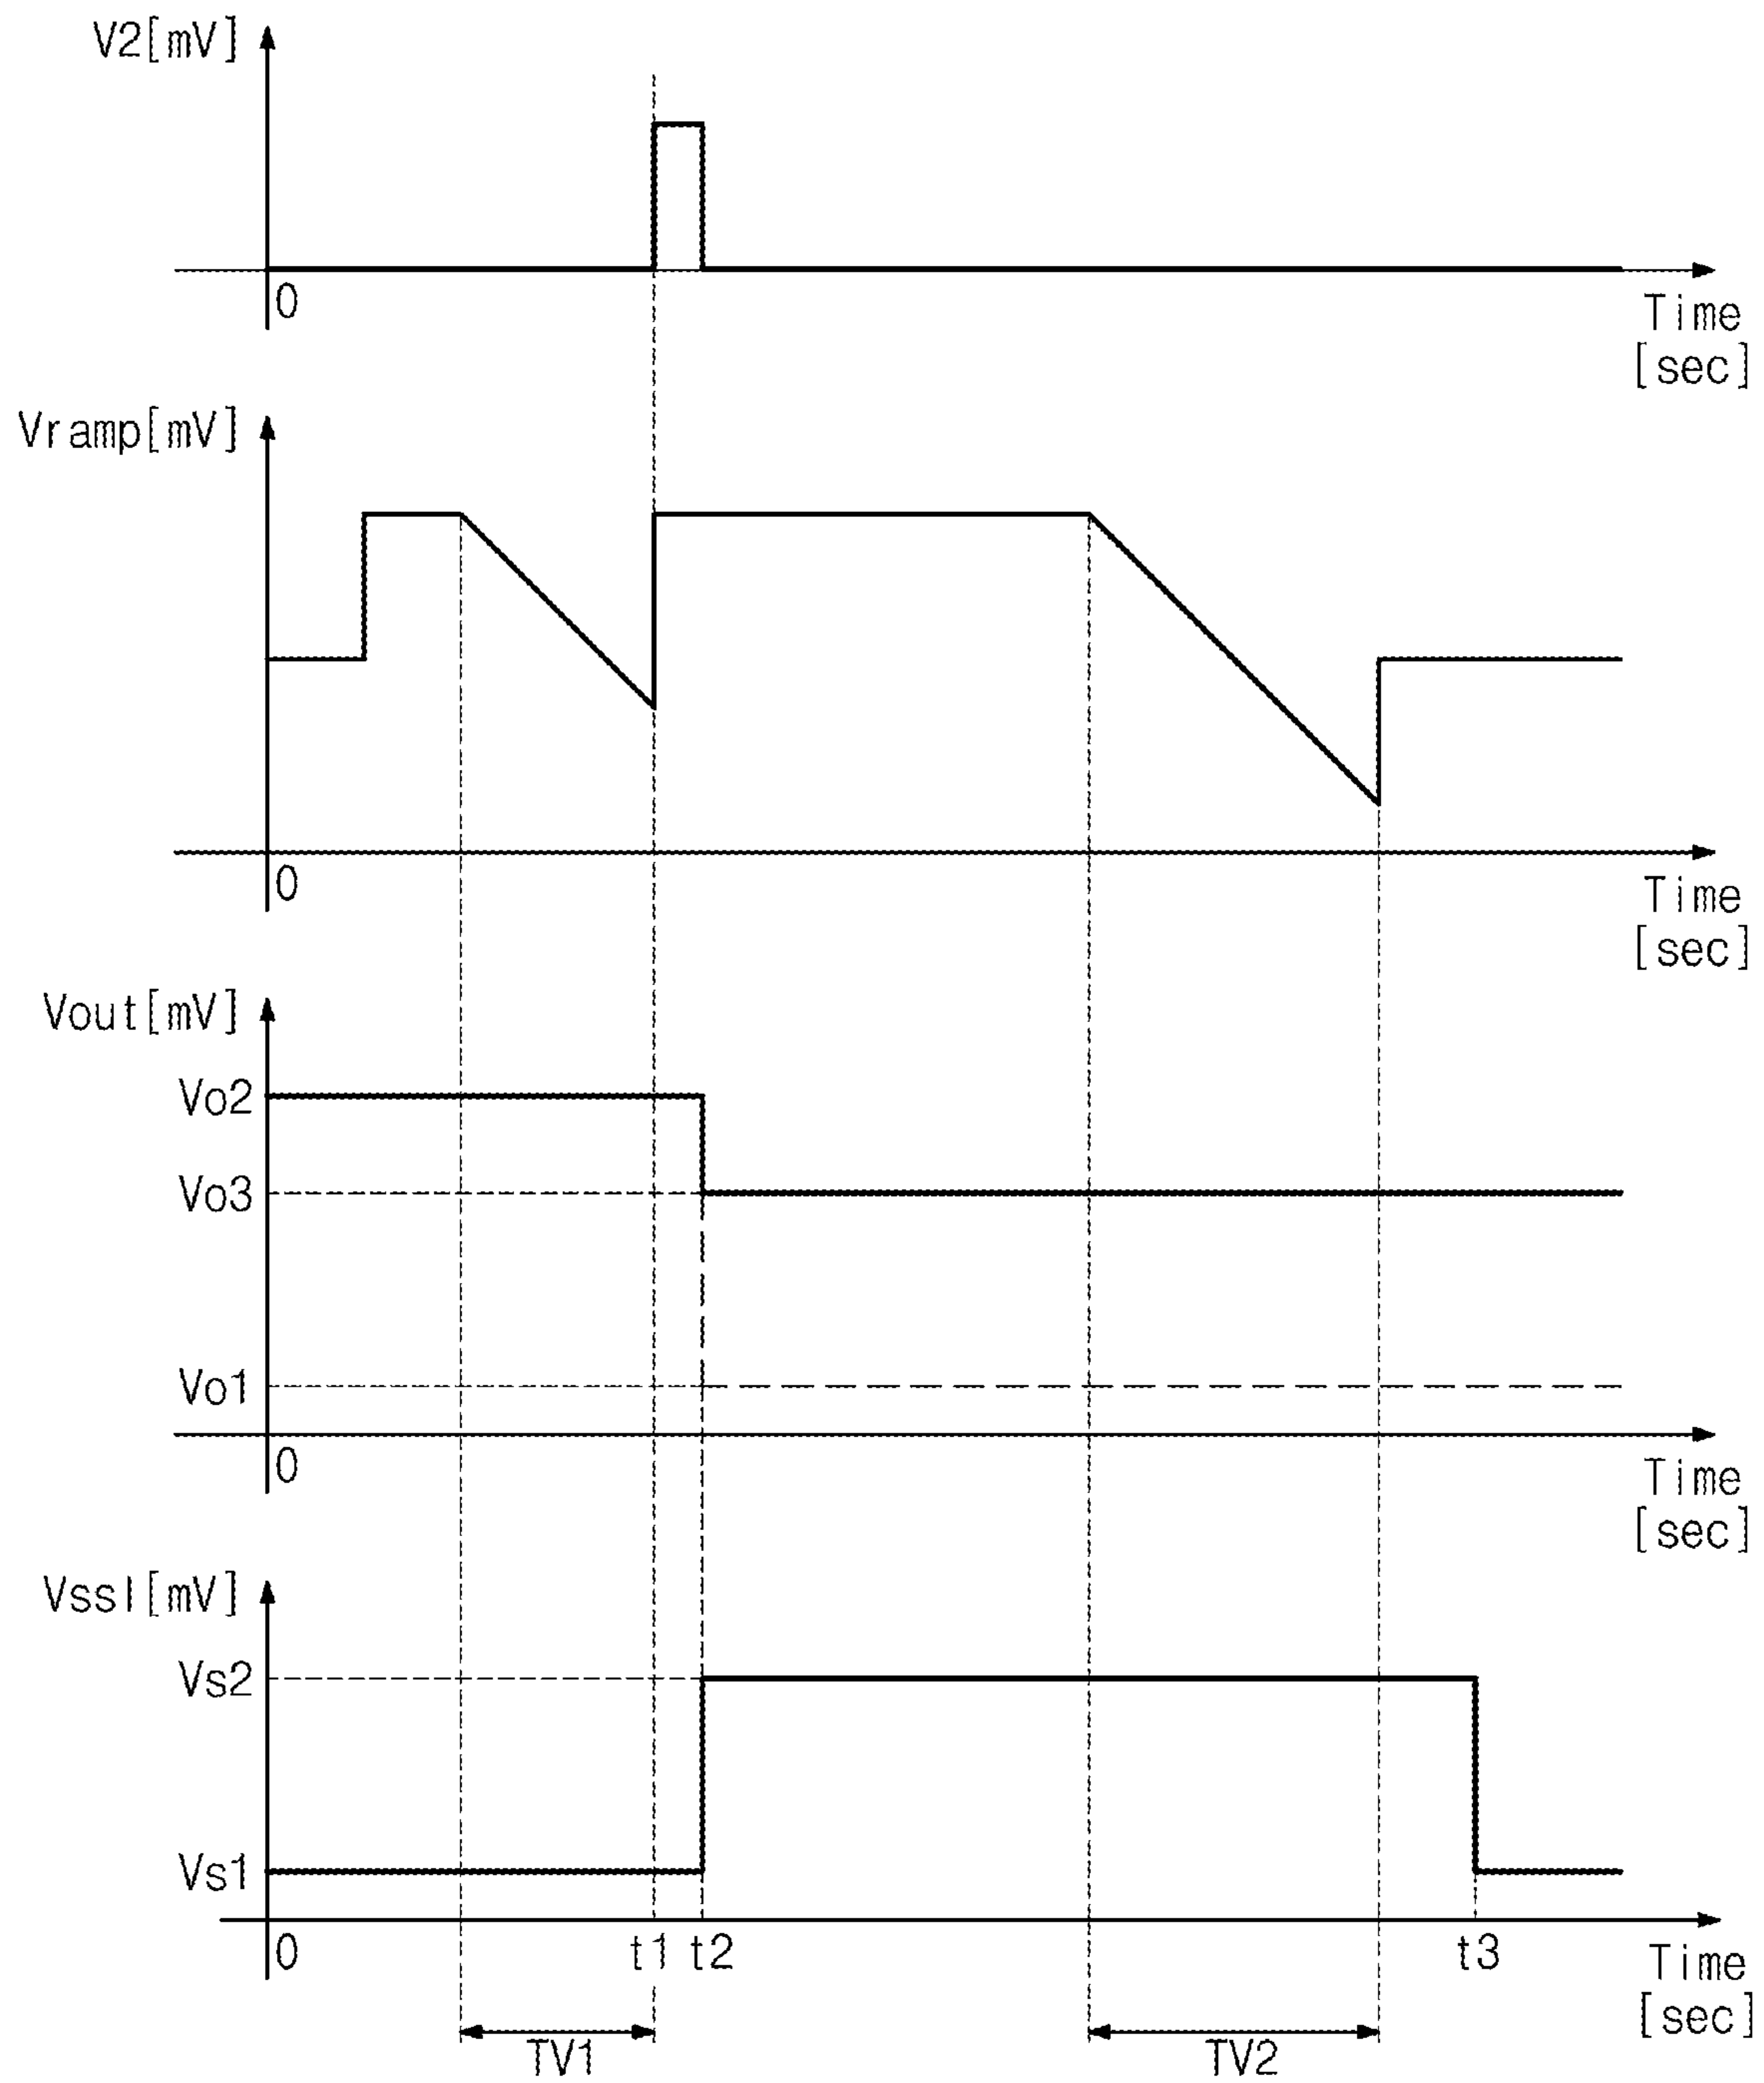 V2[mV]
0
Time
[sec]
Vramp[mV]
0
Time
[sec]
Vout[mV]
Vo2
Vo3
Vo1
0
Time
[sec]
VssI[mV]
Vs2
Vs1
0
t1
t2
t3
Time
[sec]
TV1
TV2